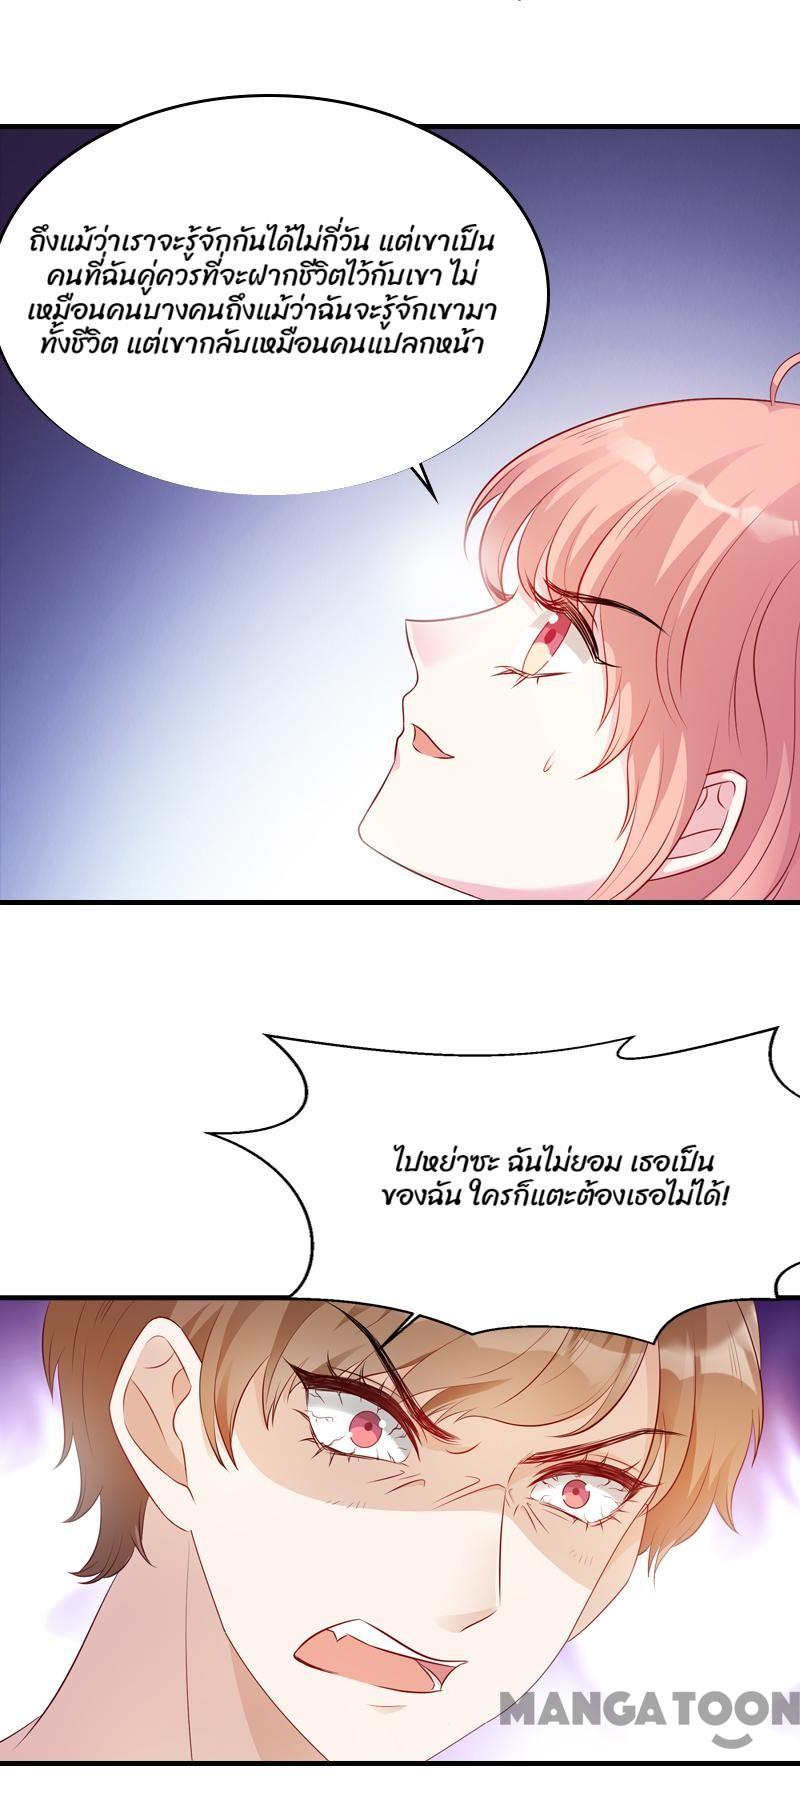 ถึงแม้ว่าเราจะรู้จักกันได้ไม่กี่วัน แต่เขาเป็น
คนที่ฉันคู่ควรที่จะฝากชีวิตไว้กับเขา ไม่
เหมือนคนบางคนถึงแม้ว่าฉันจะรู้จักเขามา
ทั้งชีวิต แต่เขากลับเหมือนคนแปลกหน้า
ไปหย่าซะ ฉันไม่ยอม เธอเป็น
ของฉัน ใครก็แตะต้องเธอไม่ได้!
MANGATOON